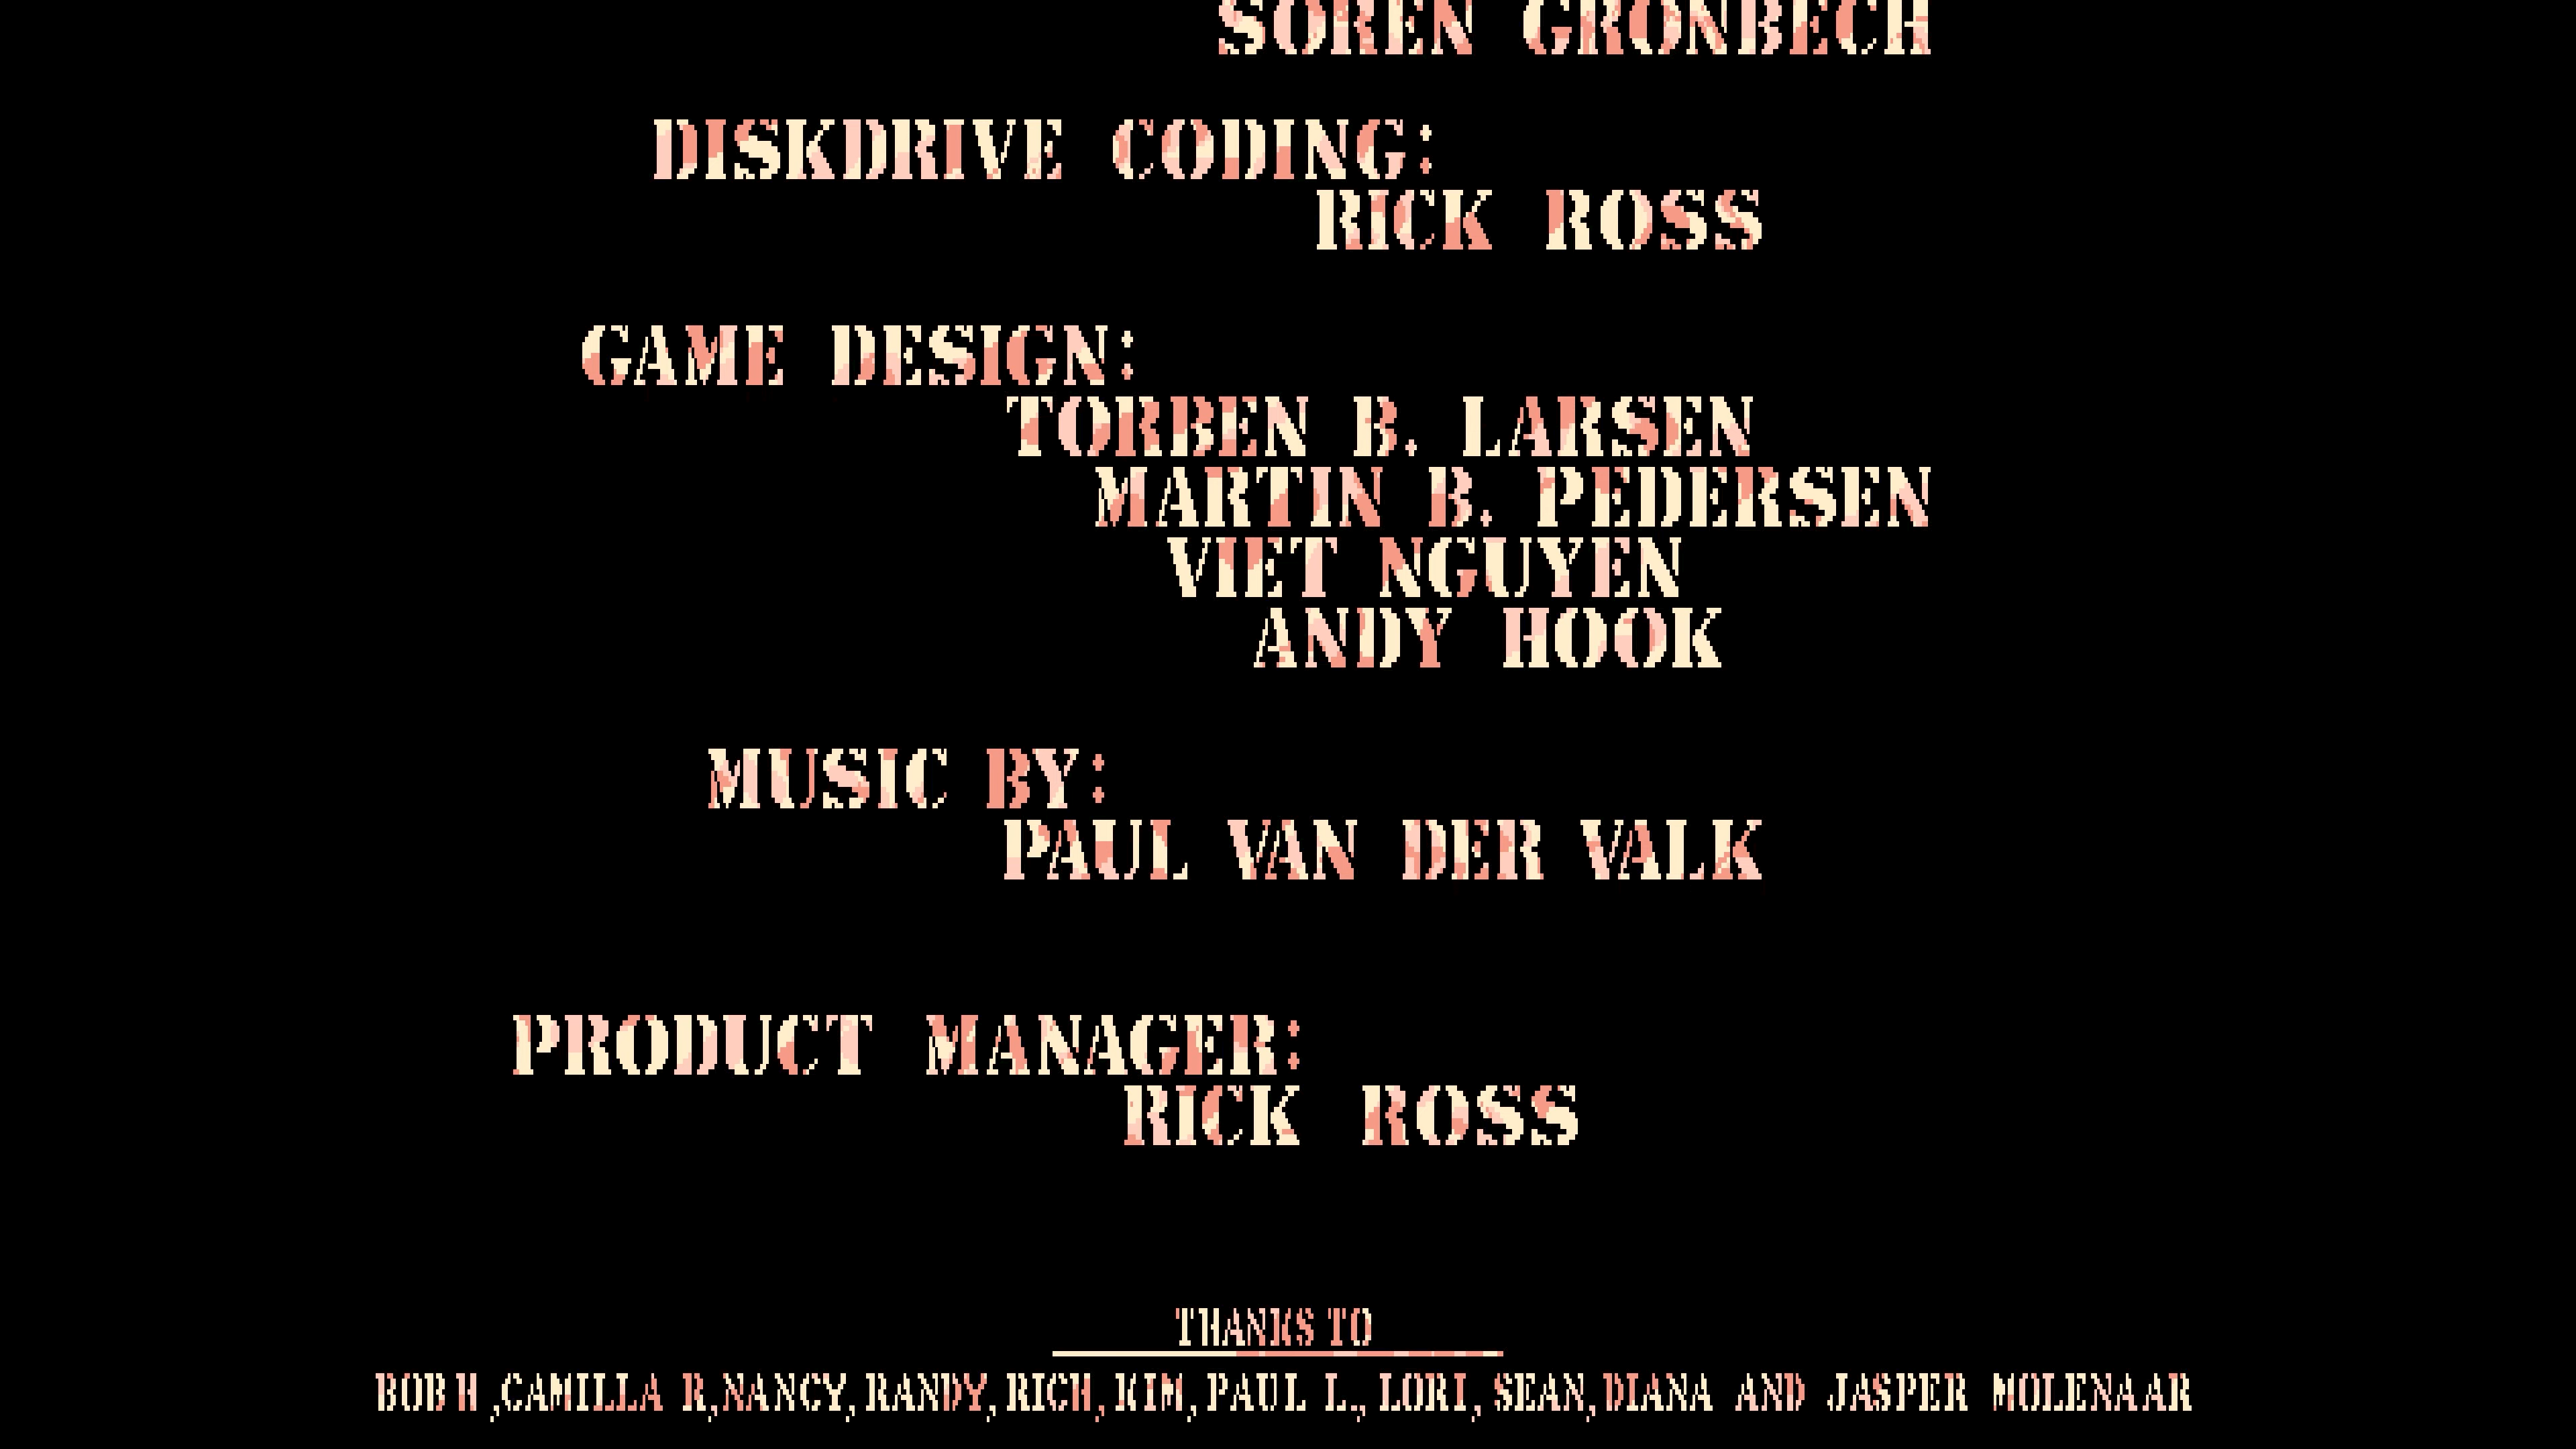 SOREN GRONBECH
DISKDRIVE CODING:
RICK ROSS
GAME DESIGN:
TORBEN B. LARSEN
MARTIN B. PEDERSEN
VIET NGUYEN
ANDY HOOK
MUSIC BY:
PAUL VAN DER VALK
PRODUCT MANAGER:
RICK ROSS
THANKS TO
BOB H ,CAMILLA R,NANCY, RANDY, RICH, KIM, PAUL L., LORI, SEAN, DIANA AND JASPER MOLENAAR